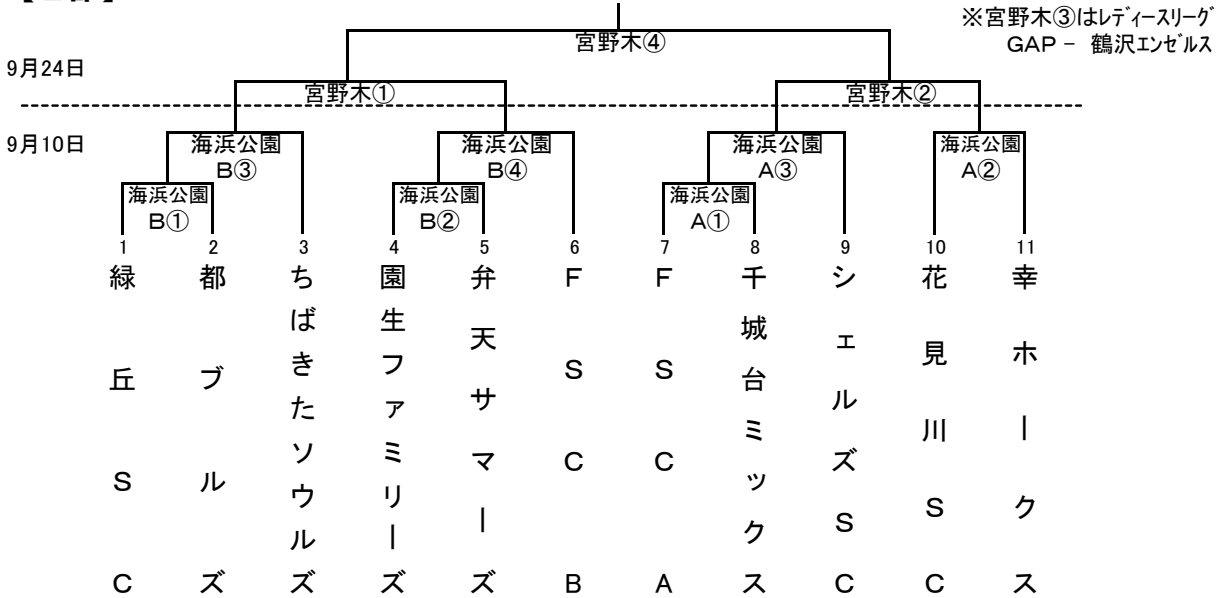 ※宮野木③はレディースリーグ
GAP － 鶴沢エンゼルス
宮野木④
9月24日
宮野木① 宮野木②
9月10日
海浜公園 B③
海浜公園 B④
海浜公園 A③
海浜公園 A②
海浜公園 B①
海浜公園 B②
海浜公園 A①
1 2 3 4 5 6 7 8 9 10 11
緑丘SC
都ブルズ
ちばきたソウルズ
園生ファミリーズ
弁天サマーズ
FSCB
FSCA
千城台ミックス
シェルズSC
花見川SC
幸ホークス